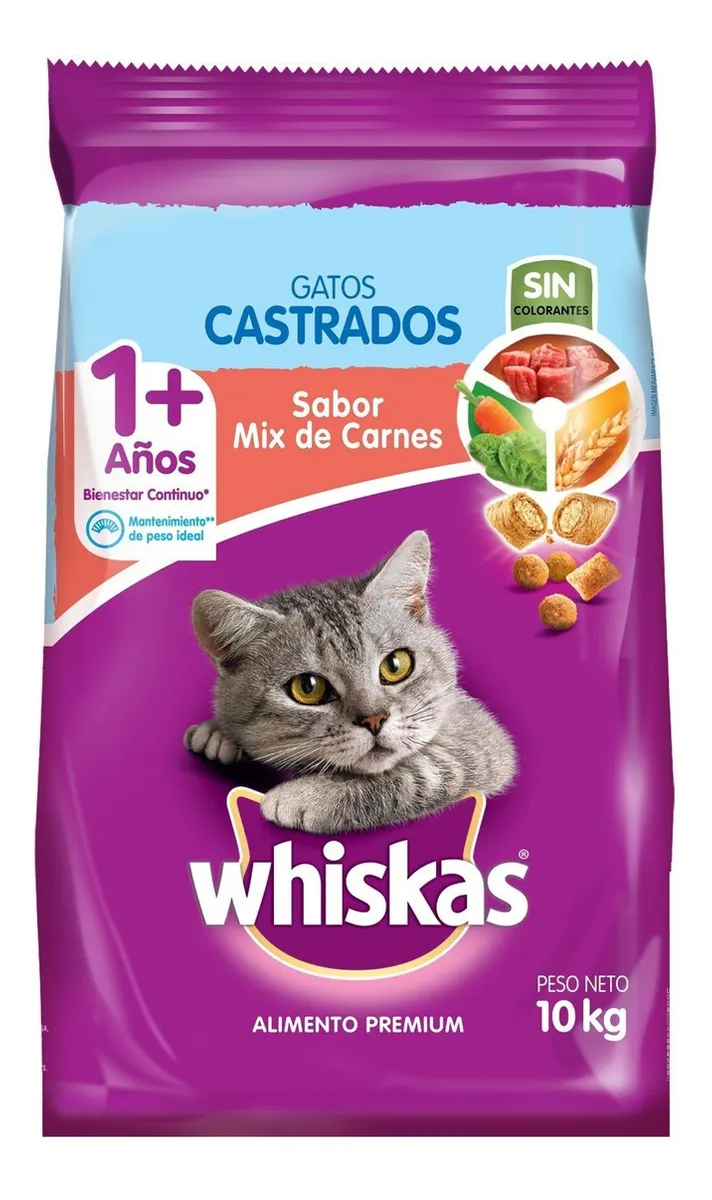 GATOS
CASTRADOS
SIN
COLORANTES
1+
Años
Bienestar Continuo*
Mantenimiento**
de peso ideal
Sabor
Mix de Carnes
whiskas®
ALIMENTO PREMIUM
PESO NETO
10 kg